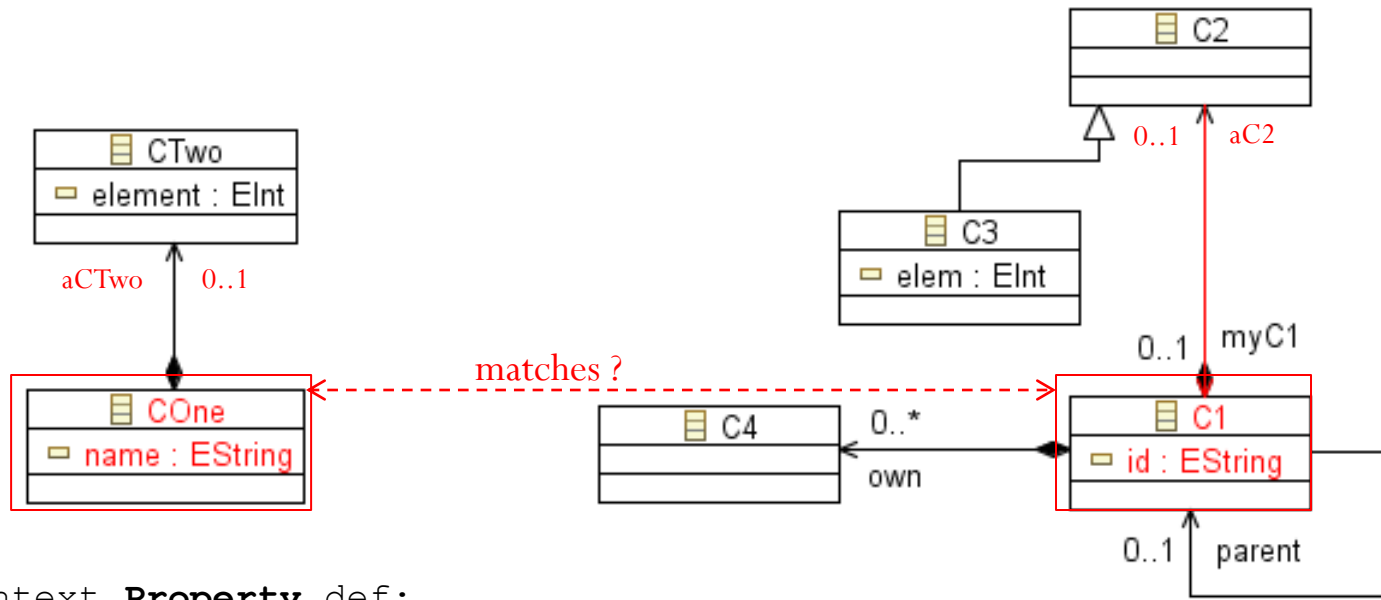 C2
0..1 aC2
CTwo
element : EInt
C3
elem : EInt
aCTwo 0..1
0..1 myC1
matches ?
COne
name : EString
C4
0..*
own
C1
id : EString
0..1 parent
ntext Property def: